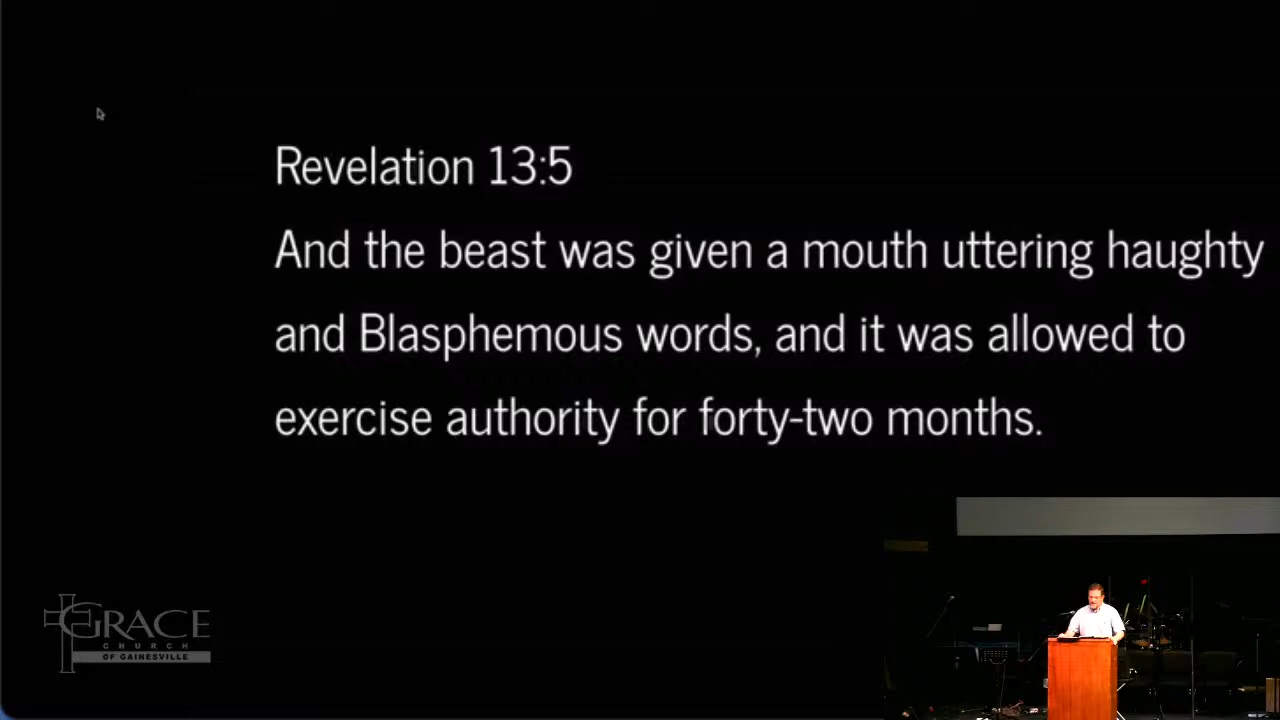 Revelation 13:5
And the beast was given a mouth uttering haughty
and Blasphemous words, and it was allowed to
exercise authority for forty-two months.
GRACE
CHURCH
OF GAINESVILLE